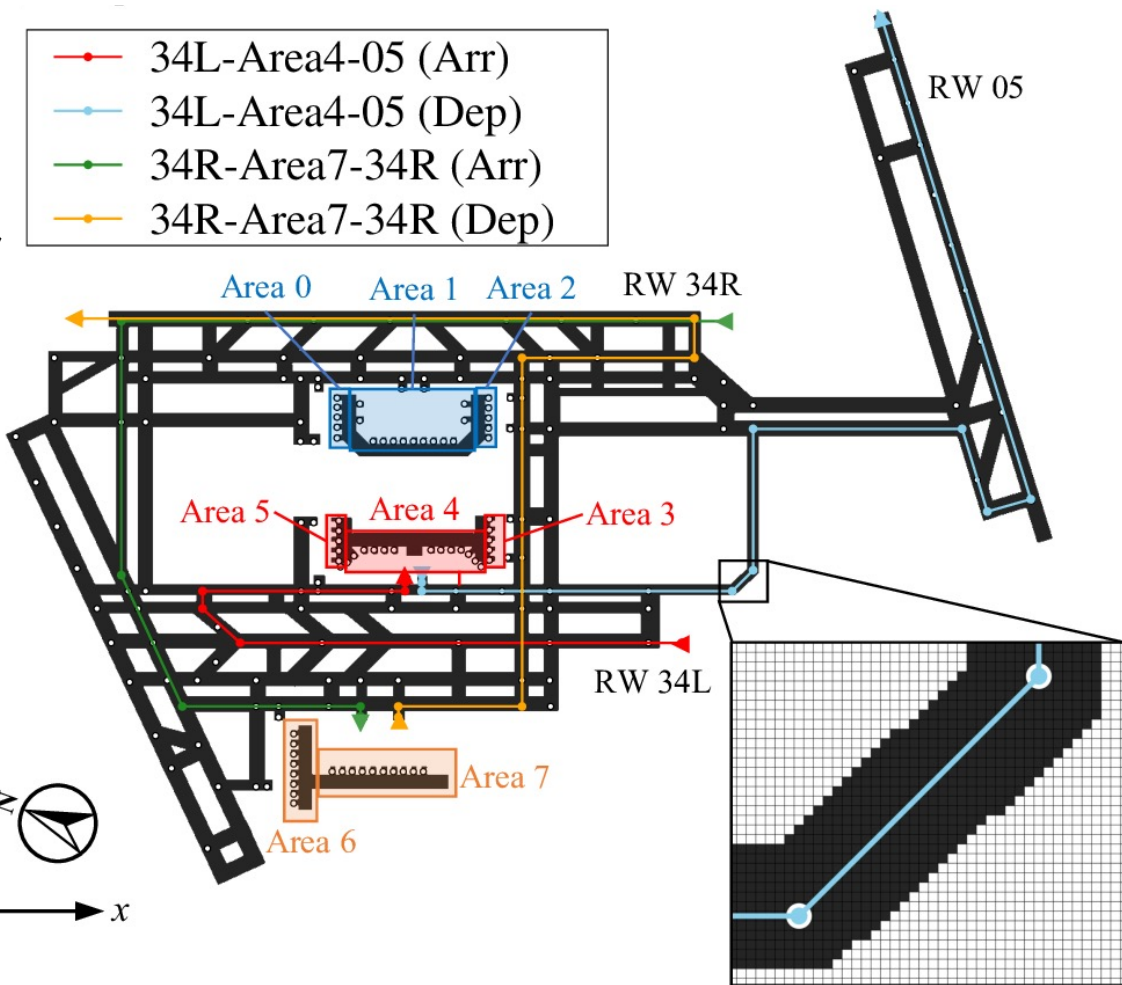 34L-Area4-05 (Arr)
34L-Area4-05 (Dep)
34R-Area7-34R (Arr)
34R-Area7-34R (Dep)
RW 05
Area 0
Area 1
Area 2
RW 34R
Area 5
Area 4
Area 3
RW 34L
Area 7
Area 6
N
x